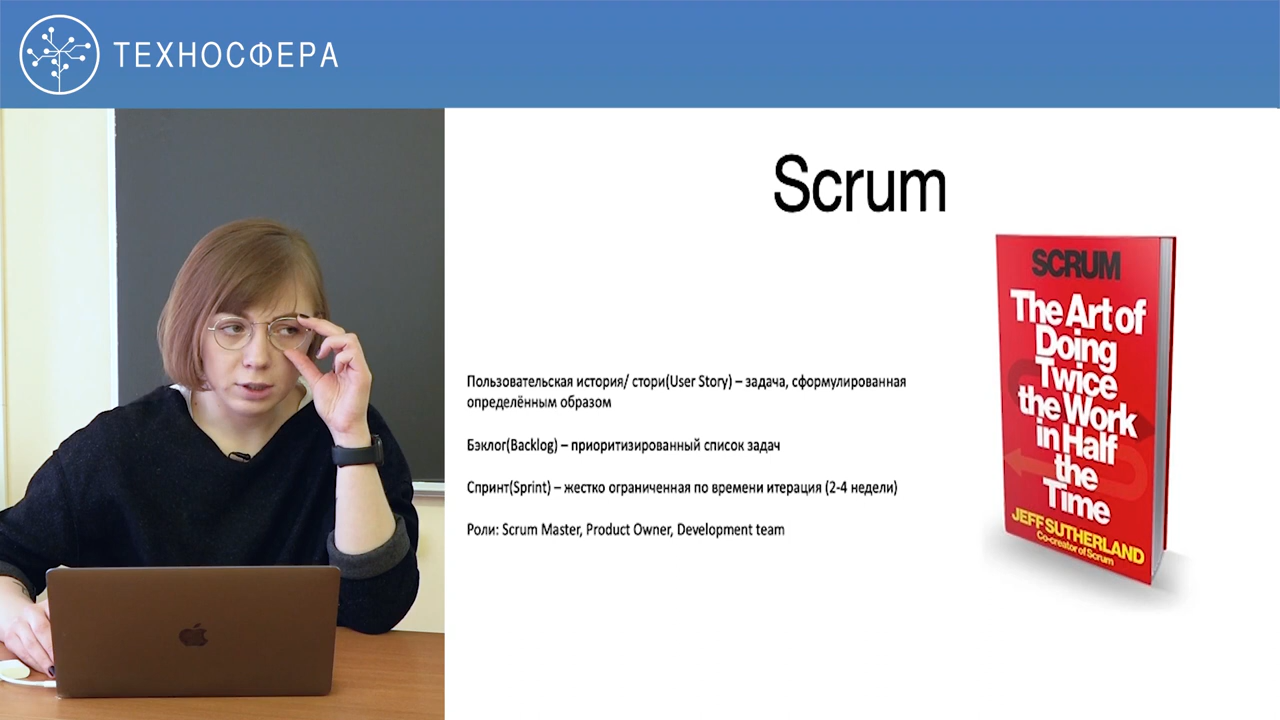 ТЕХНОСФЕРА
Scrum
Пользовательская история/ стори(User Story) – задача, сформулированная
определённым образом
Бэклог(Backlog) – приоритизированный список задач
Спринт(Sprint) – жестко ограниченная по времени итерация (2-4 недели)
Роли: Scrum Master, Product Owner, Development team
SCRUM
The Art of
Doing
Twice
the Work
in Half
the
Time
JEFF SUTHERLAND
Co-creator of Scrum